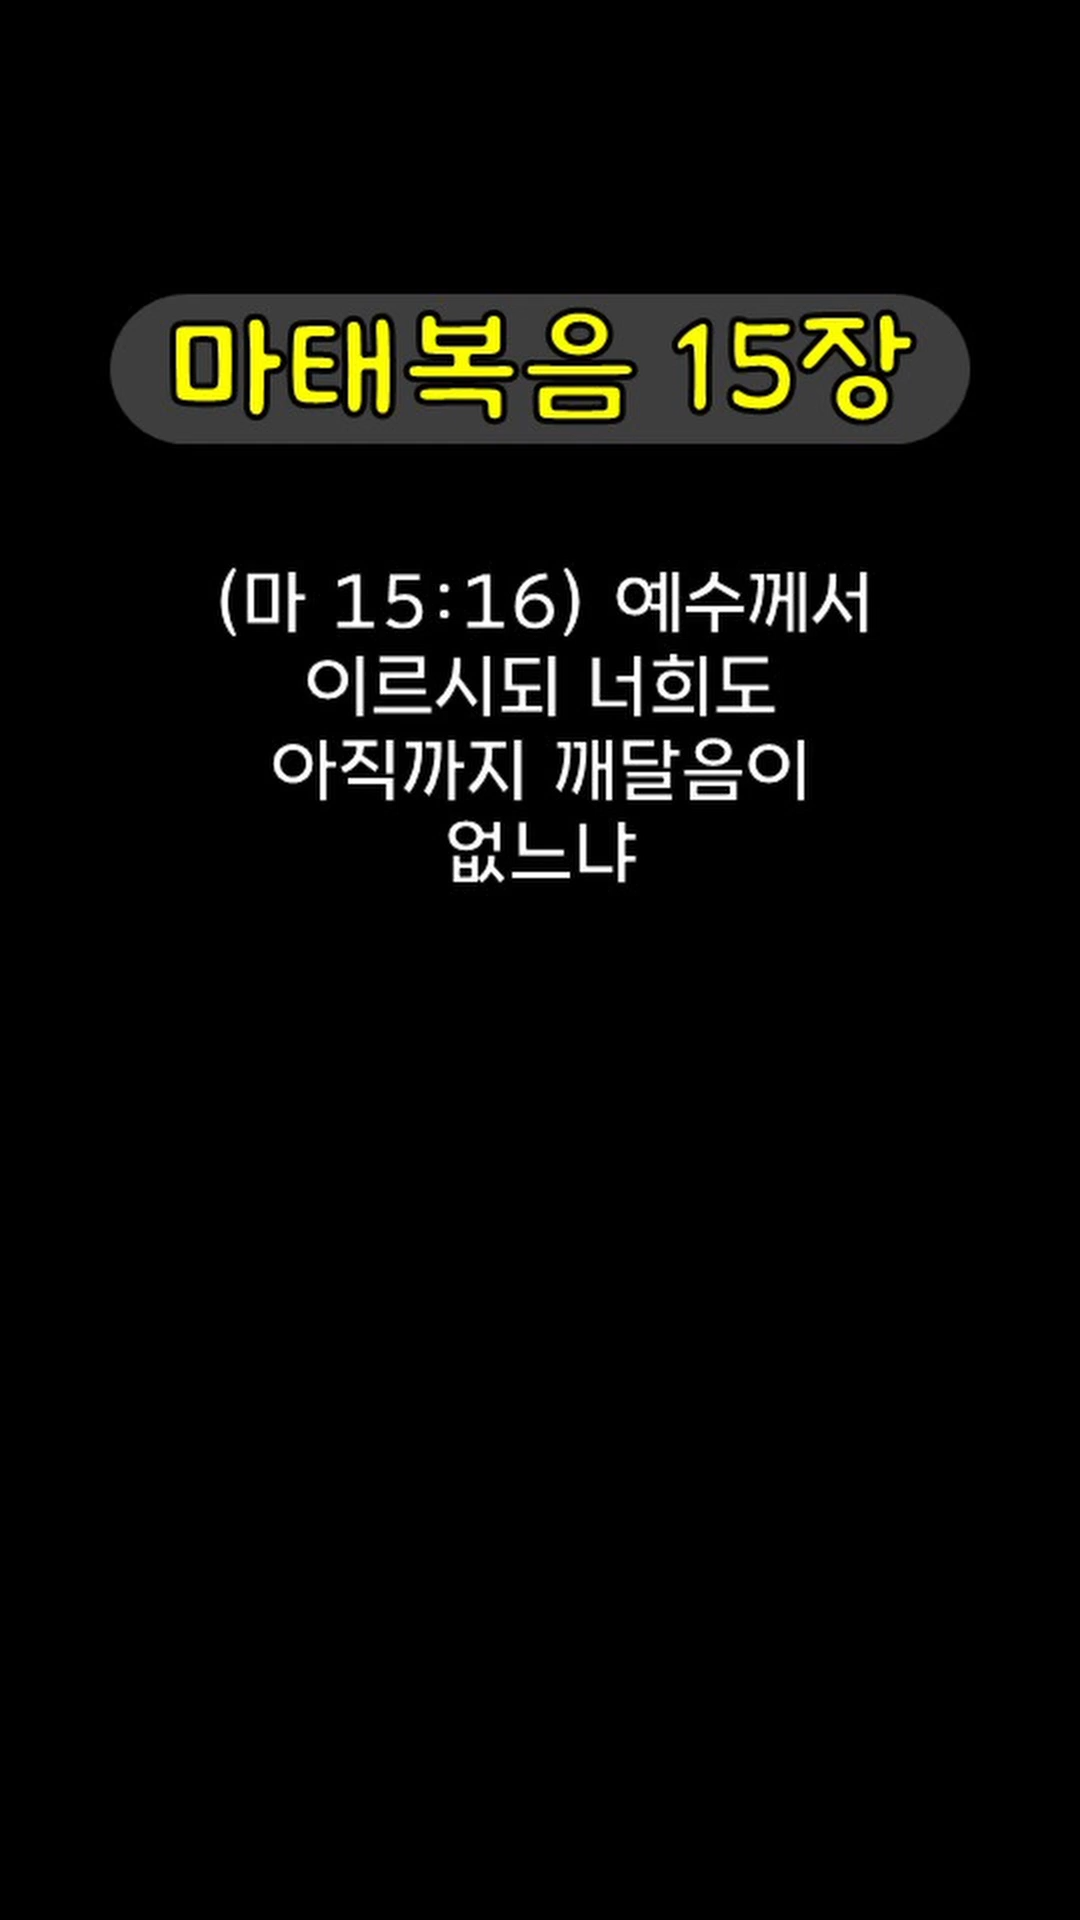 마태복음 15장
(마 15:16) 예수께서
이르시되 너희도
아직까지 깨달음이
없느냐